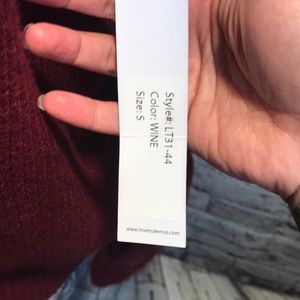 Style#: LT31-44
Color: WINE
Size: S
www.lovetokenus.com